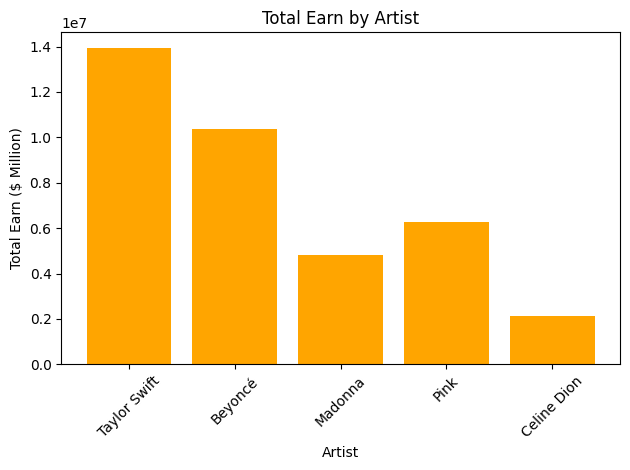 Total Earn by Artist
1e7
Total Earn ($ Million)
1.4
1.2
1.0
0.8
0.6
0.4
0.2
0.0
Taylor Swift
Beyoncé
Madonna
Pink
Celine Dion
Artist